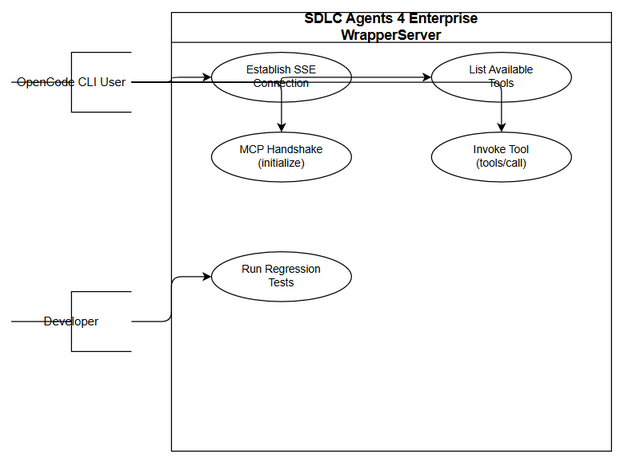 SDLC Agents 4 Enterprise
WrapperServer
OpenCode CLI User
Establish SSE
Connection
List Available
Tools
MCP Handshake
(initialize)
Invoke Tool
(tools/call)
Run Regression
Tests
Developer